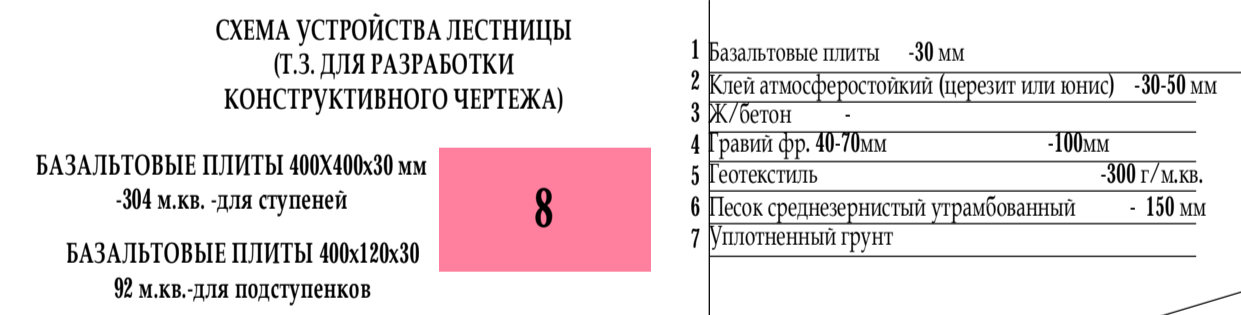 СХЕМА УСТРОЙСТВА ЛЕСТНИЦЫ
(Т.З. ДЛЯ РАЗРАБОТКИ
КОНСТРУКТИВНОГО ЧЕРТЕЖА)
БАЗАЛЬТОВЫЕ ПЛИТЫ 400Х400х30 мм
-304 м.кв. -для ступеней
БАЗАЛЬТОВЫЕ ПЛИТЫ 400х120х30
92 м.кв.-для подступенков
8
1 Базальтовые плиты -30 мм
2 Клей атмосферостойкий (церезит или юнис) -30-50 мм
3 Ж/бетон -
4 Гравий фр. 40-70мм -100мм
5 Геотекстиль -300 г/м.кв.
6 Песок среднезернистый утрамбованный - 150 мм
7 Уплотненный грунт